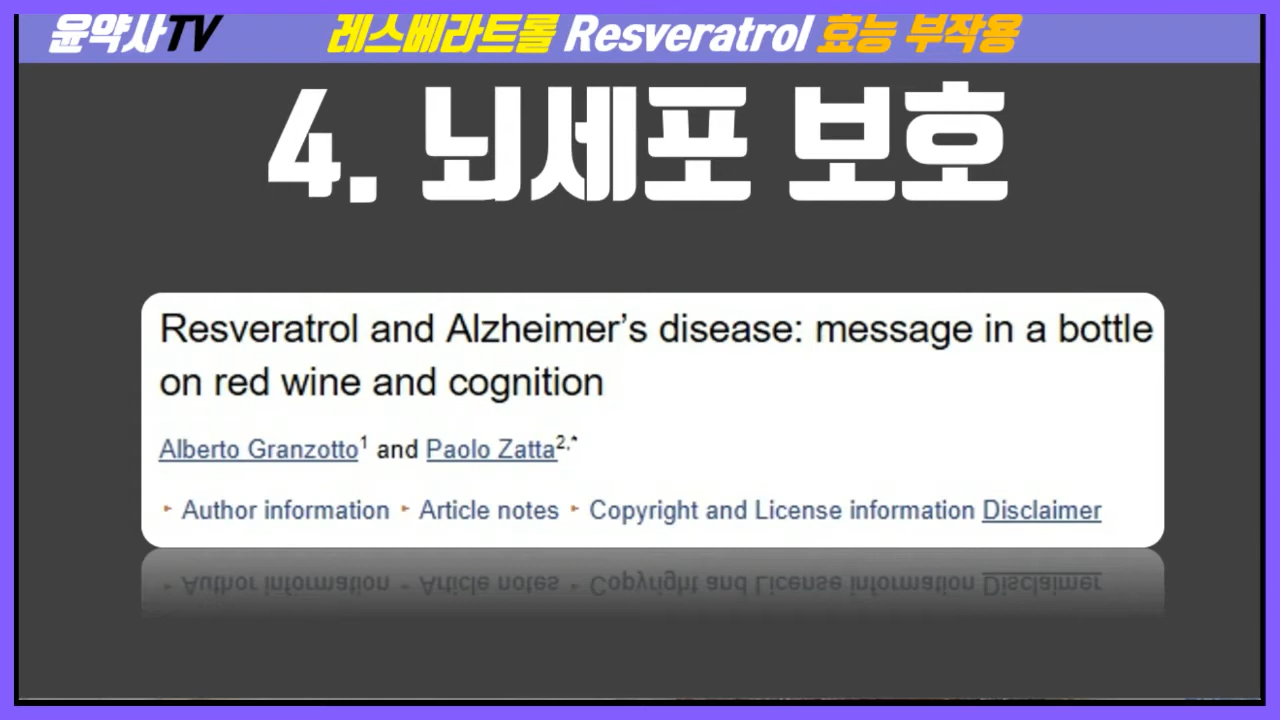 윤약사TV 레스베라트롤 Resveratrol 효능 부작용
4. 뇌세포 보호
Resveratrol and Alzheimer’s disease: message in a bottle
on red wine and cognition
Alberto Granzotto1 and Paolo Zatta2,*
▸ Author information ▸ Article notes ▸ Copyright and License information Disclaimer